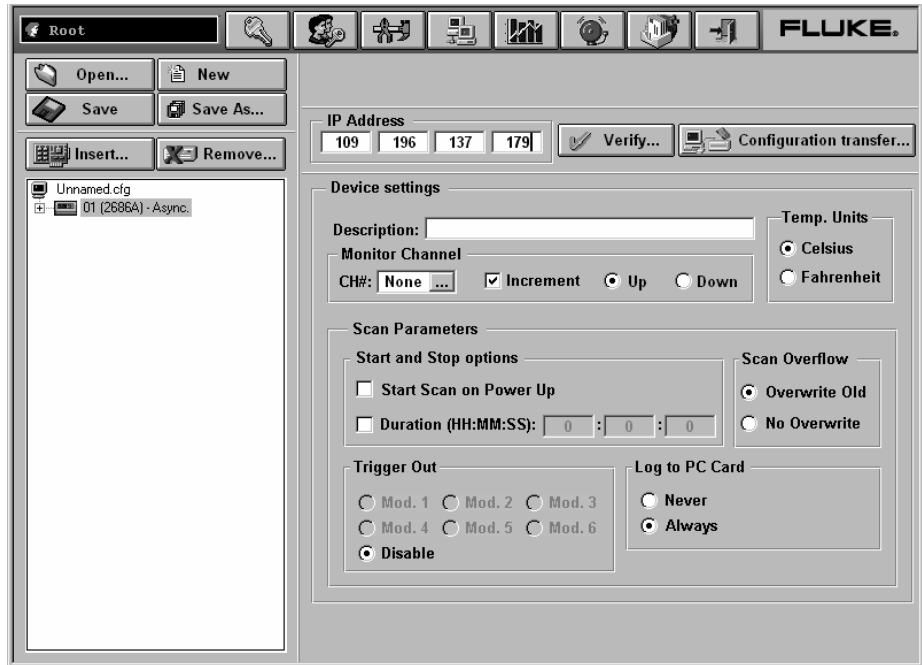 Root
FLUKE®
Open...
New
Save
Save As...
Insert...
Remove...
Unnamed.cfg
01 (2686A) - Async.
IP Address
109 196 137 179
Verify...
Configuration transfer...
Device settings
Description:
Temp. Units
Celsius
Fahrenheit
Monitor Channel
CH#: None ... Increment Up Down
Scan Parameters
Start and Stop options
Start Scan on Power Up
Duration (HH:MM:SS): 0 : 0 : 0
Scan Overflow
Overwrite Old
No Overwrite
Trigger Out
Mod. 1 Mod. 2 Mod. 3
Mod. 4 Mod. 5 Mod. 6
Disable
Log to PC Card
Never
Always